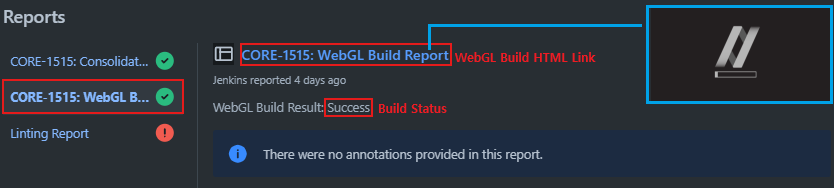 Reports
CORE-1515: Consolidat...
CORE-1515: WebGL B...
Linting Report
CORE-1515: WebGL Build Report WebGL Build HTML Link
Jenkins reported 4 days ago
WebGL Build Result: Success Build Status
There were no annotations provided in this report.